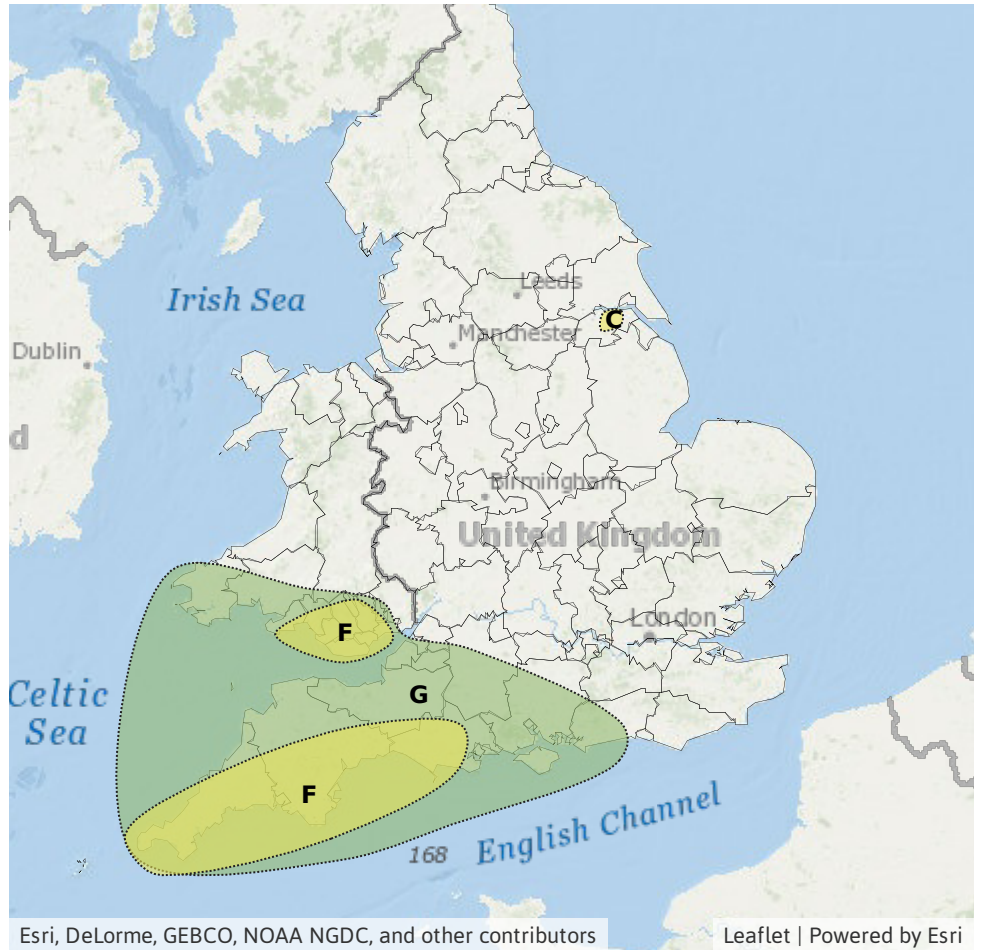 Leeds
Irish Sea
C
Manchester
Dublin
d
Birmingham
United Kingdom
London
F
G
Celtic
Sea
F
English Channel
168
Esri, DeLorme, GEBCO, NOAA NGDC, and other contributors
Leaflet | Powered by Esri